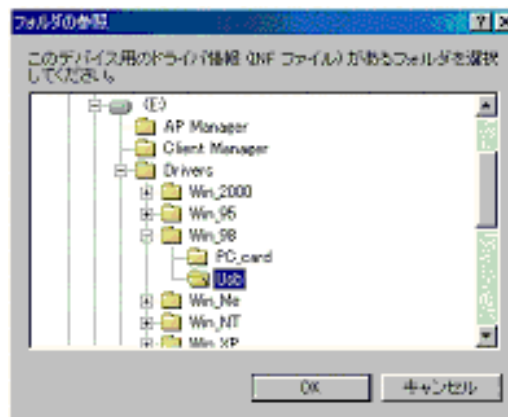 フォルダの参照
このデバイス用のドライバ情報 (INF ファイル) があるフォルダを選択
してください。
(E:)
AP Manager
Client Manager
Drivers
Win_2000
Win_95
Win_98
PC_card
Usb
Win_Me
Win_NT
Win_XP
OK
キャンセル